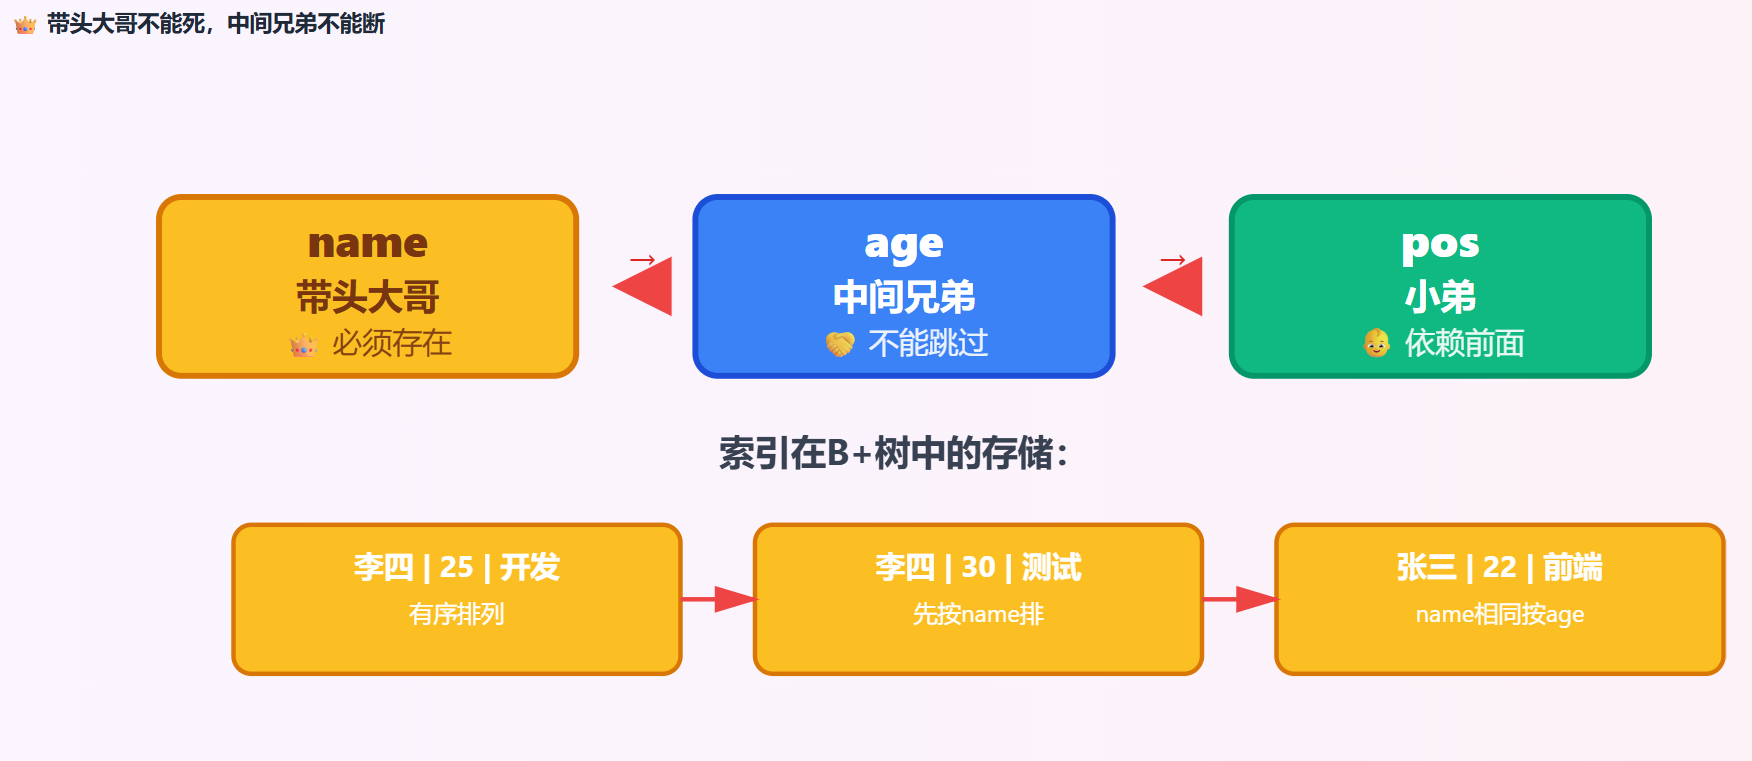 👑 带头大哥不能死，中间兄弟不能断
name
带头大哥
👑 必须存在
→
age
中间兄弟
🤝 不能跳过
→
pos
小弟
👶 依赖前面
索引在B+树中的存储：
李四 | 25 | 开发
有序排列
李四 | 30 | 测试
先按name排
张三 | 22 | 前端
name相同按age